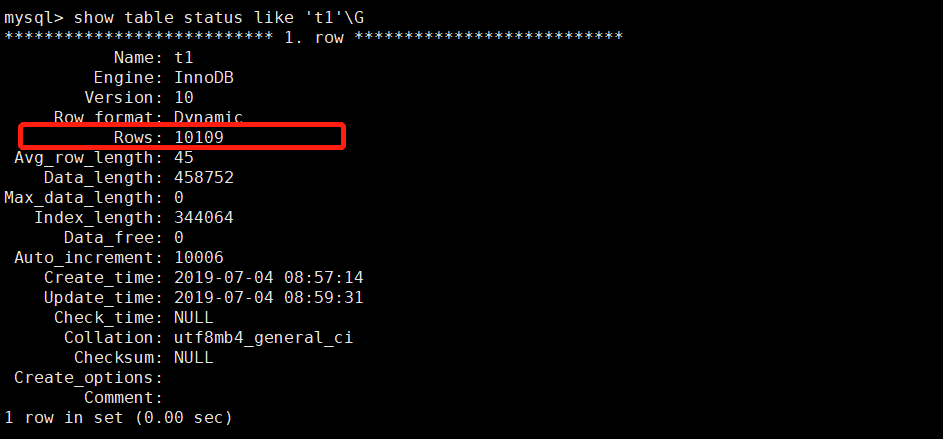 mysql> show table status like 't1'\G
*************************** 1. row ***************************
Name: t1
Engine: InnoDB
Version: 10
Row_format: Dynamic
Rows: 10109
Avg_row_length: 45
Data_length: 458752
Max_data_length: 0
Index_length: 344064
Data_free: 0
Auto_increment: 10006
Create_time: 2019-07-04 08:57:14
Update_time: 2019-07-04 08:59:31
Check_time: NULL
Collation: utf8mb4_general_ci
Checksum: NULL
Create_options:
Comment:
1 row in set (0.00 sec)